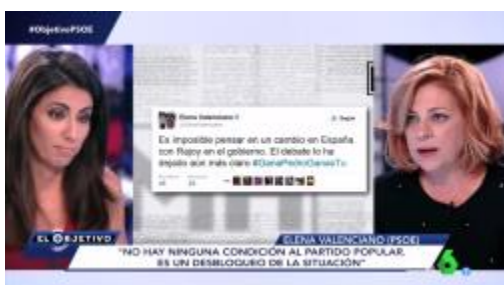 #ObjetivoPSOE
Elena Valenciano
Seguir
Es imposible pensar en un cambio en España
con Rajoy en el gobierno. El debate lo ha
dejado aún más claro #GanaPedroGanasTu
EL OBJETIVO
ELENA VALENCIANO (PSOE)
"NO HAY NINGUNA CONDICIÓN AL PARTIDO POPULAR.
ES UN DESBLOQUEO DE LA SITUACIÓN"
6